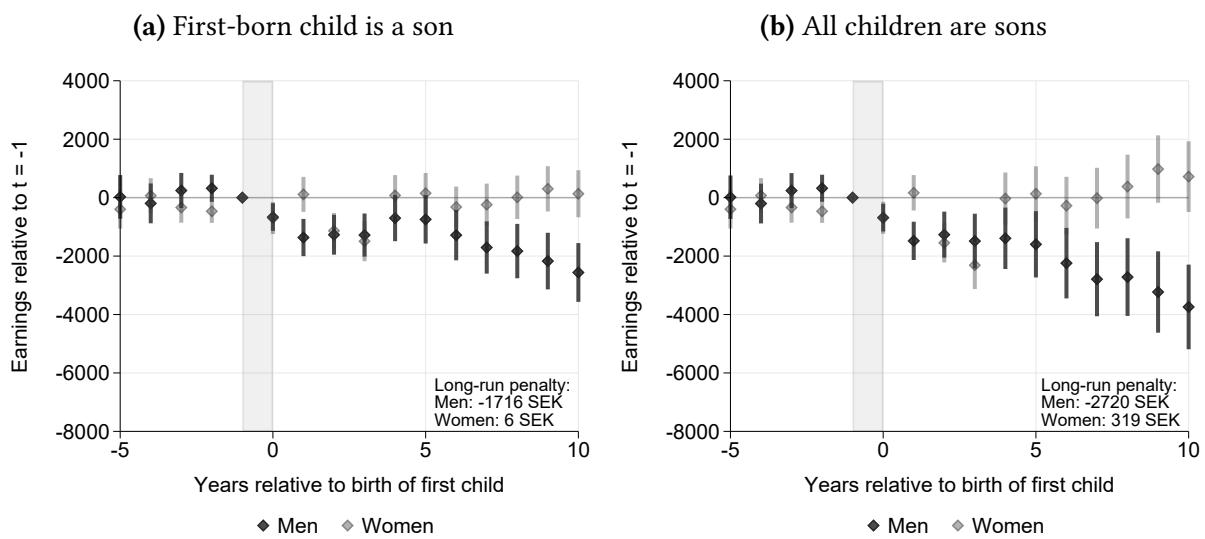 (a) First-born child is a son
4000
2000
0
-2000
-4000
-6000
-8000
Earnings relative to t = -1
Long-run penalty:
Men: -1716 SEK
Women: 6 SEK
-5 0 5 10
Years relative to birth of first child
Men Women
(b) All children are sons
4000
2000
0
-2000
-4000
-6000
-8000
Earnings relative to t = -1
Long-run penalty:
Men: -2720 SEK
Women: 319 SEK
-5 0 5 10
Years relative to birth of first child
Men Women